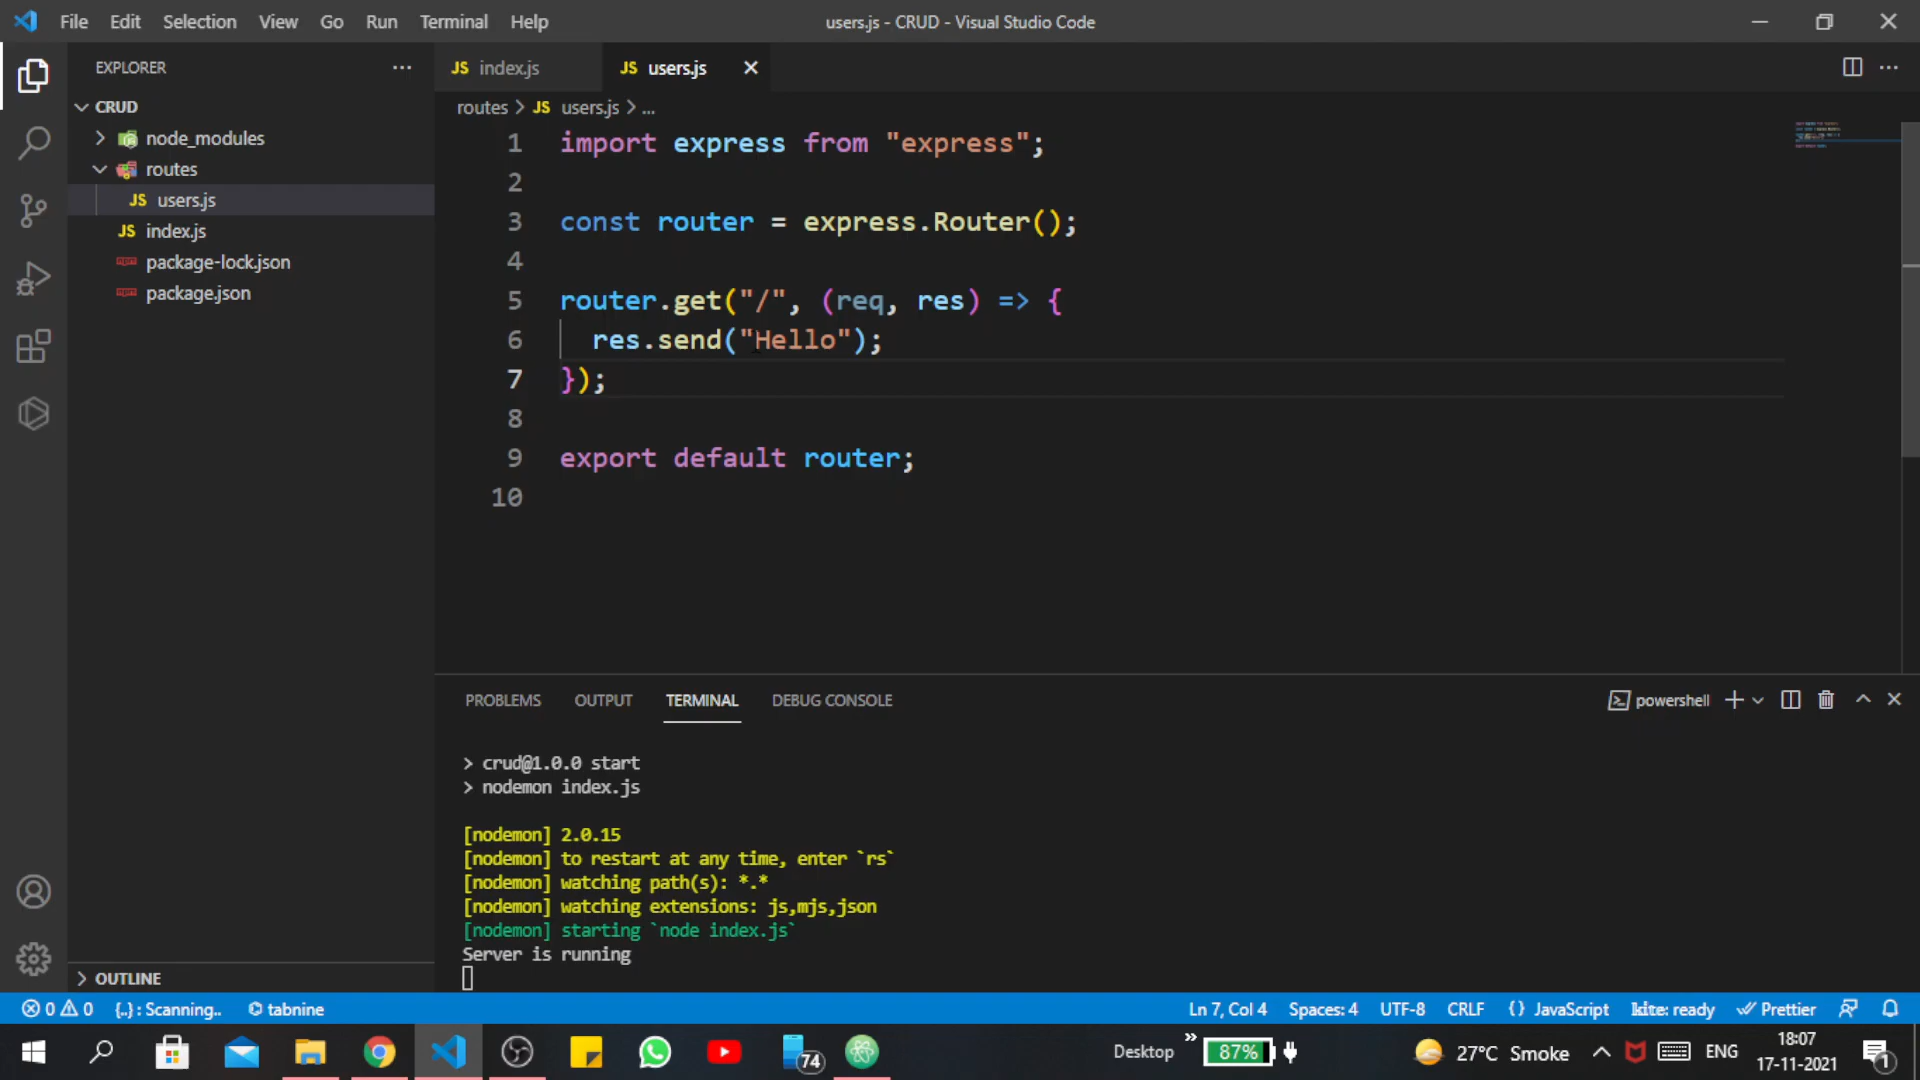 File Edit Selection View Go Run Terminal Help
users.js - CRUD - Visual Studio Code
EXPLORER
CRUD
node_modules
routes
JS users.js
JS index.js
package-lock.json
package.json
OUTLINE
JS index.js
JS users.js
routes > JS users.js > ...
1 import express from "express";
2
3 const router = express.Router();
4
5 router.get("/", (req, res) => {
6 res.send("Hello");
7 });
8
9 export default router;
10
PROBLEMS OUTPUT TERMINAL DEBUG CONSOLE
powershell
> crud@1.0.0 start
> nodemon index.js
[nodemon] 2.0.15
[nodemon] to restart at any time, enter `rs`
[nodemon] watching path(s): *.*
[nodemon] watching extensions: js,mjs,json
[nodemon] starting `node index.js`
Server is running
0 0 {..} : Scanning.. tabnine
Ln 7, Col 4 Spaces: 4 UTF-8 CRLF {} JavaScript kite: ready Prettier
74
Desktop
87%
27°C Smoke
ENG
18:07
17-11-2021
1